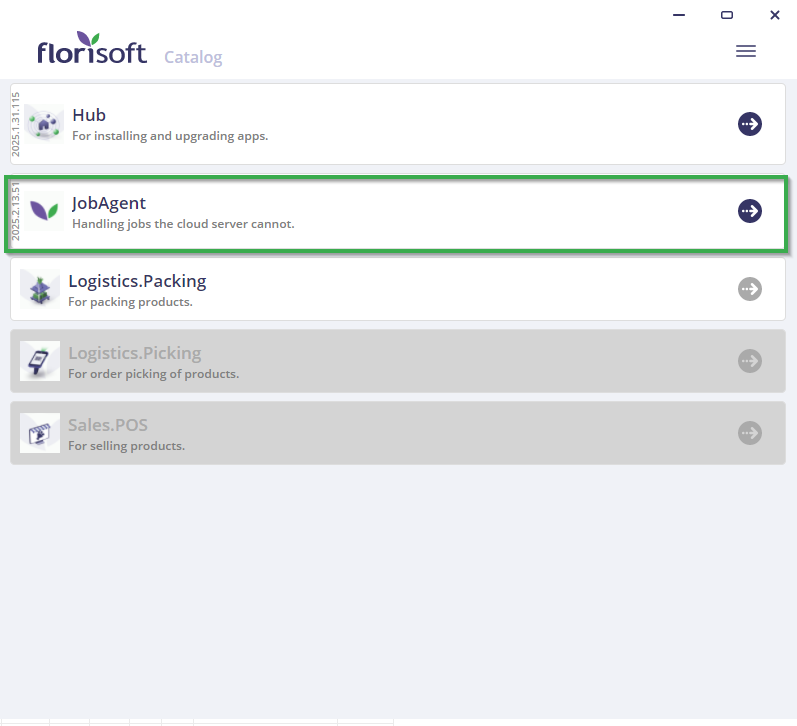 florisoft Catalog
2025.1.31.115
Hub
For installing and upgrading apps.
2025.2.13.51
JobAgent
Handling jobs the cloud server cannot.
Logistics.Packing
For packing products.
Logistics.Picking
For order picking of products.
Sales.POS
For selling products.